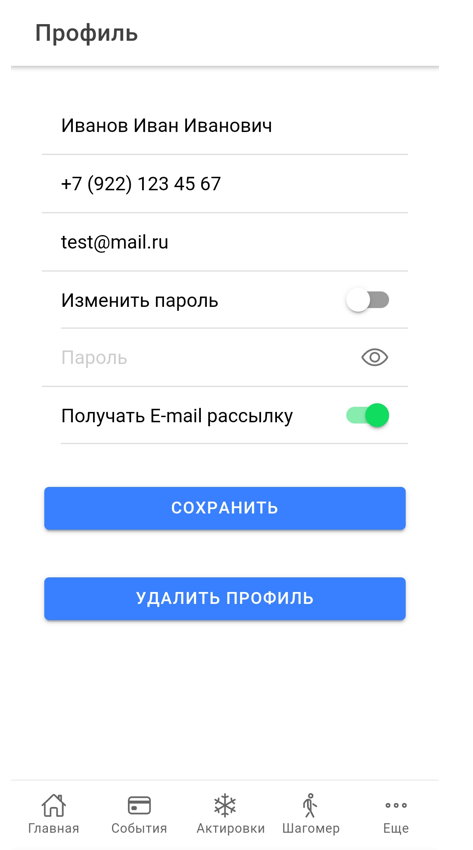 Профиль
Иванов Иван Иванович
+7 (922) 123 45 67
test@mail.ru
Изменить пароль
Пароль
Получать E-mail рассылку
СОХРАНИТЬ
УДАЛИТЬ ПРОФИЛЬ
Главная События Актировки Шагомер Еще